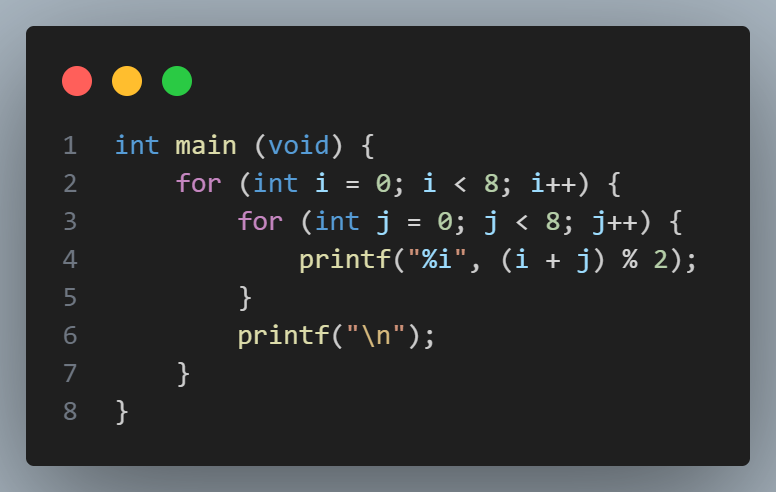 1 int main (void) {
2     for (int i = 0; i < 8; i++) {
3         for (int j = 0; j < 8; j++) {
4             printf("%i", (i + j) % 2);
5         }
6         printf("\n");
7     }
8 }